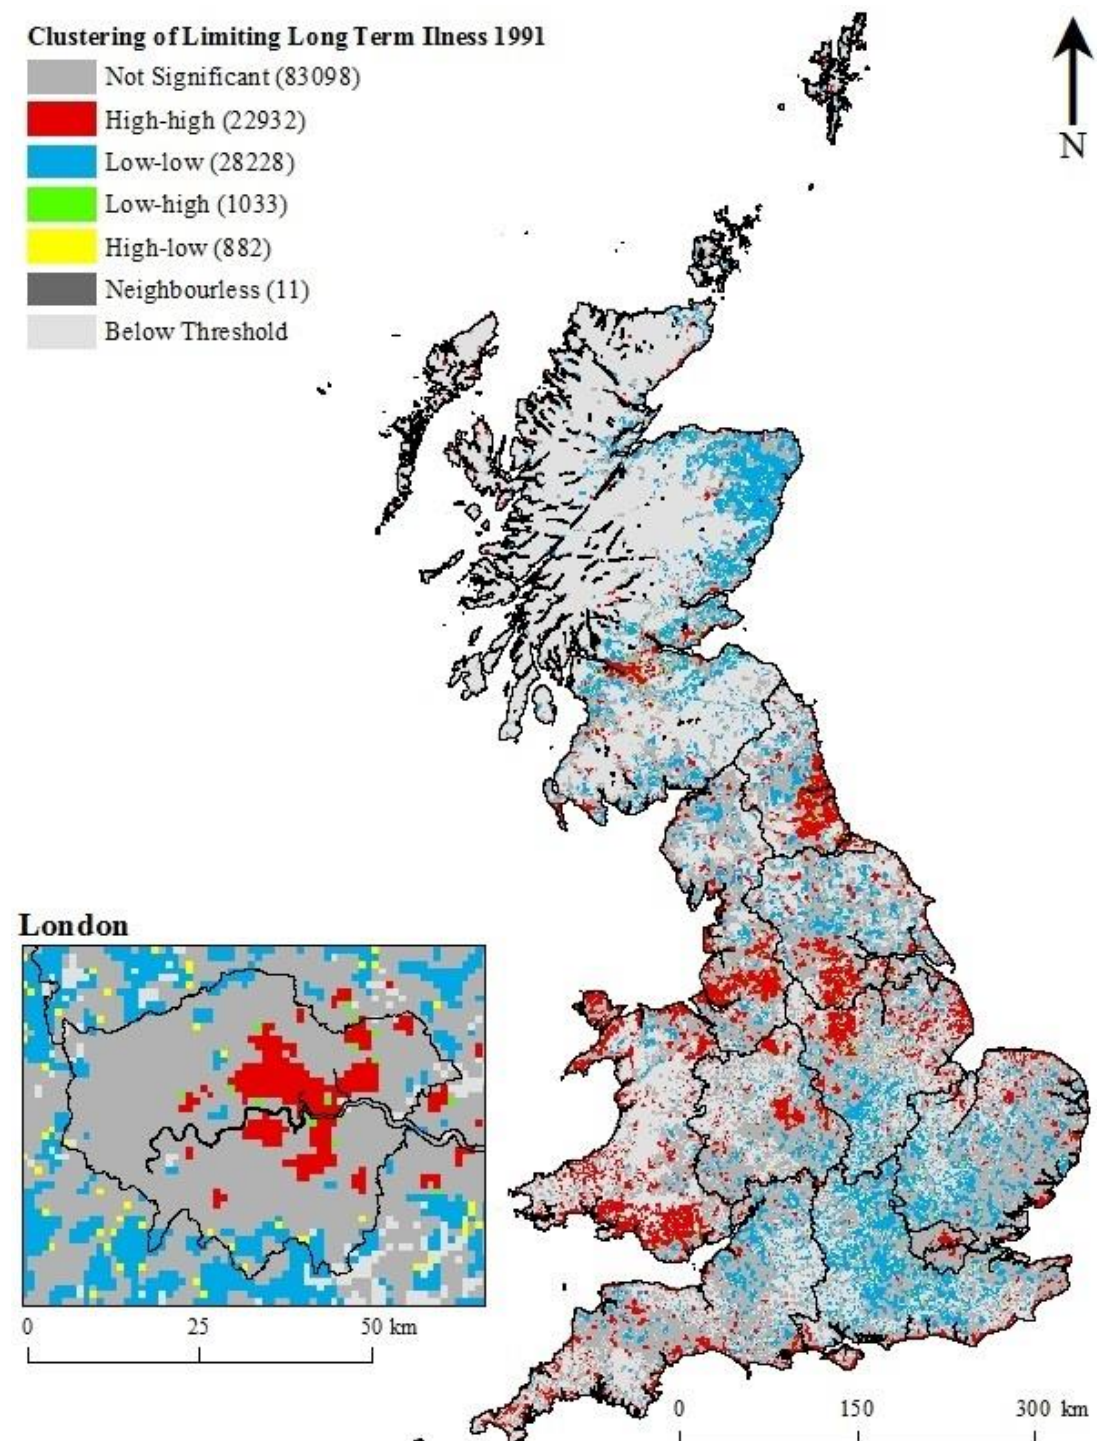 Clustering of Limiting Long Term Ilness 1991
Not Significant (83098)
High-high (22932)
Low-low (28228)
Low-high (1033)
High-low (882)
Neighbourless (11)
Below Threshold
N
London
0 25 50 km
0 150 300 km